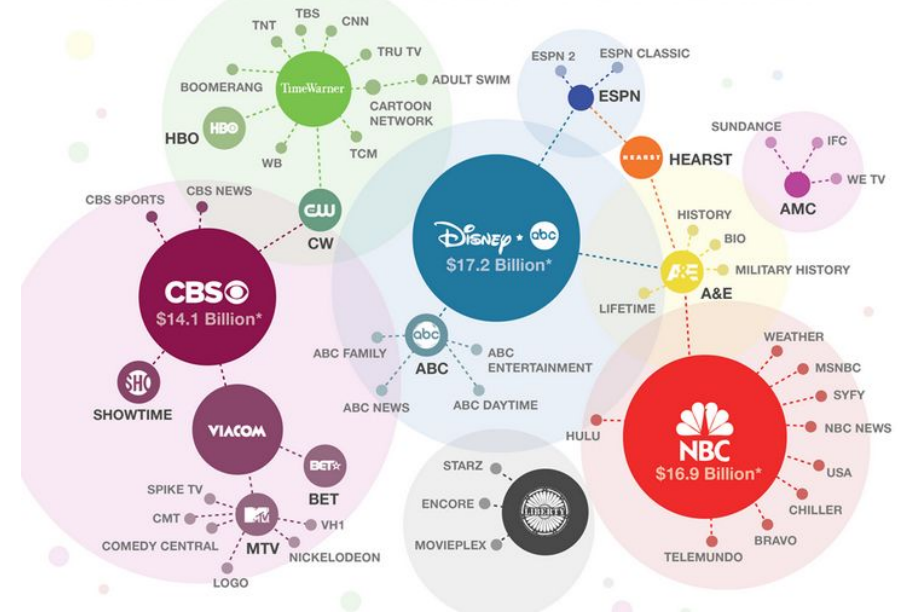 TBS
CNN
TNT
TRU TV
BOOMERANG
TimeWarner
ADULT SWIM
CARTOON
NETWORK
HBO
HBO
WB
TCM
CW
CW
ESPN 2
ESPN CLASSIC
ESPN
HEARST
HEARST
SUNDANCE
IFC
WE TV
AMC
CBS SPORTS
CBS NEWS
CBS
$14.1 Billion*
Disney • abc
$17.2 Billion*
HISTORY
BIO
MILITARY HISTORY
A&E
A&E
LIFETIME
abc
ABC
ABC FAMILY
ABC
ENTERTAINMENT
ABC NEWS
ABC DAYTIME
SHO
SHOWTIME
VIACOM
BET
BET
SPIKE TV
CMT
COMEDY CENTRAL
MTV
MTV
VH1
NICKELODEON
LOGO
STARZ
ENCORE
MOVIEPLEX
LIBERTY
WEATHER
MSNBC
SYFY
NBC NEWS
HULU
NBC
$16.9 Billion*
USA
CHILLER
BRAVO
TELEMUNDO